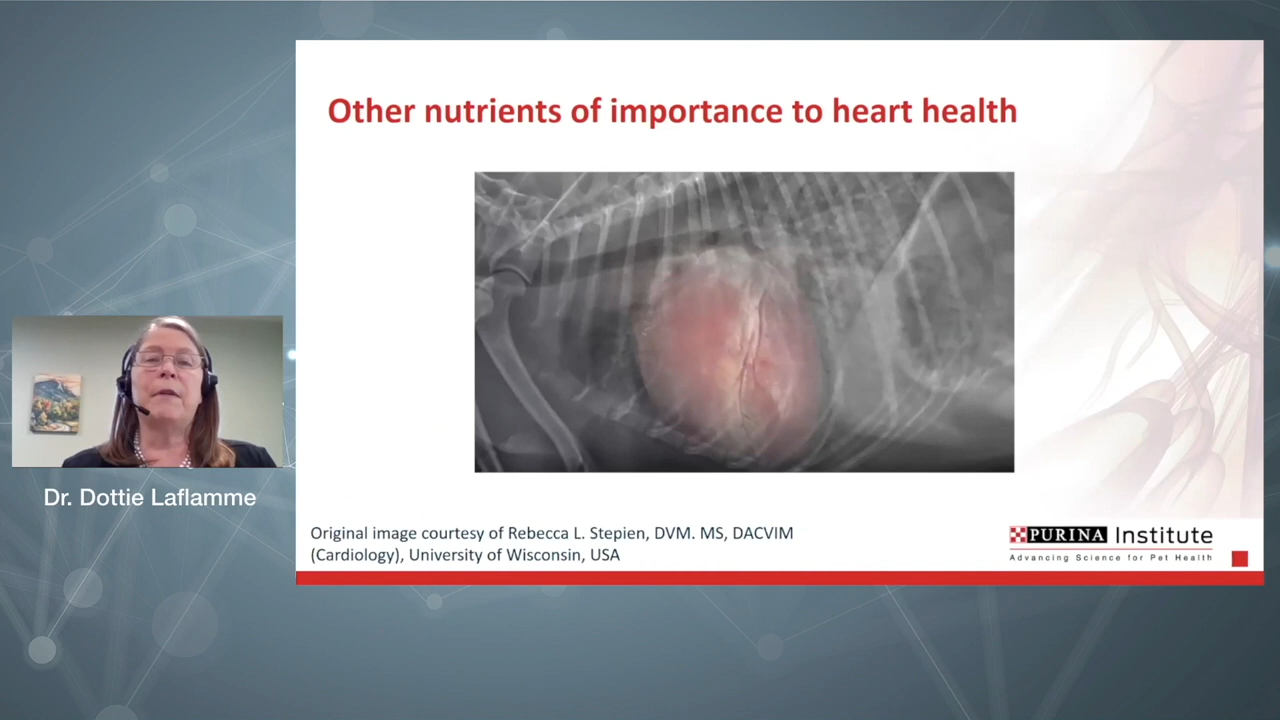 Other nutrients of importance to heart health
Dr. Dottie Laflamme
Original image courtesy of Rebecca L. Stepien, DVM. MS, DACVIM
(Cardiology), University of Wisconsin, USA
PURINA Institute
Advancing Science for Pet Health